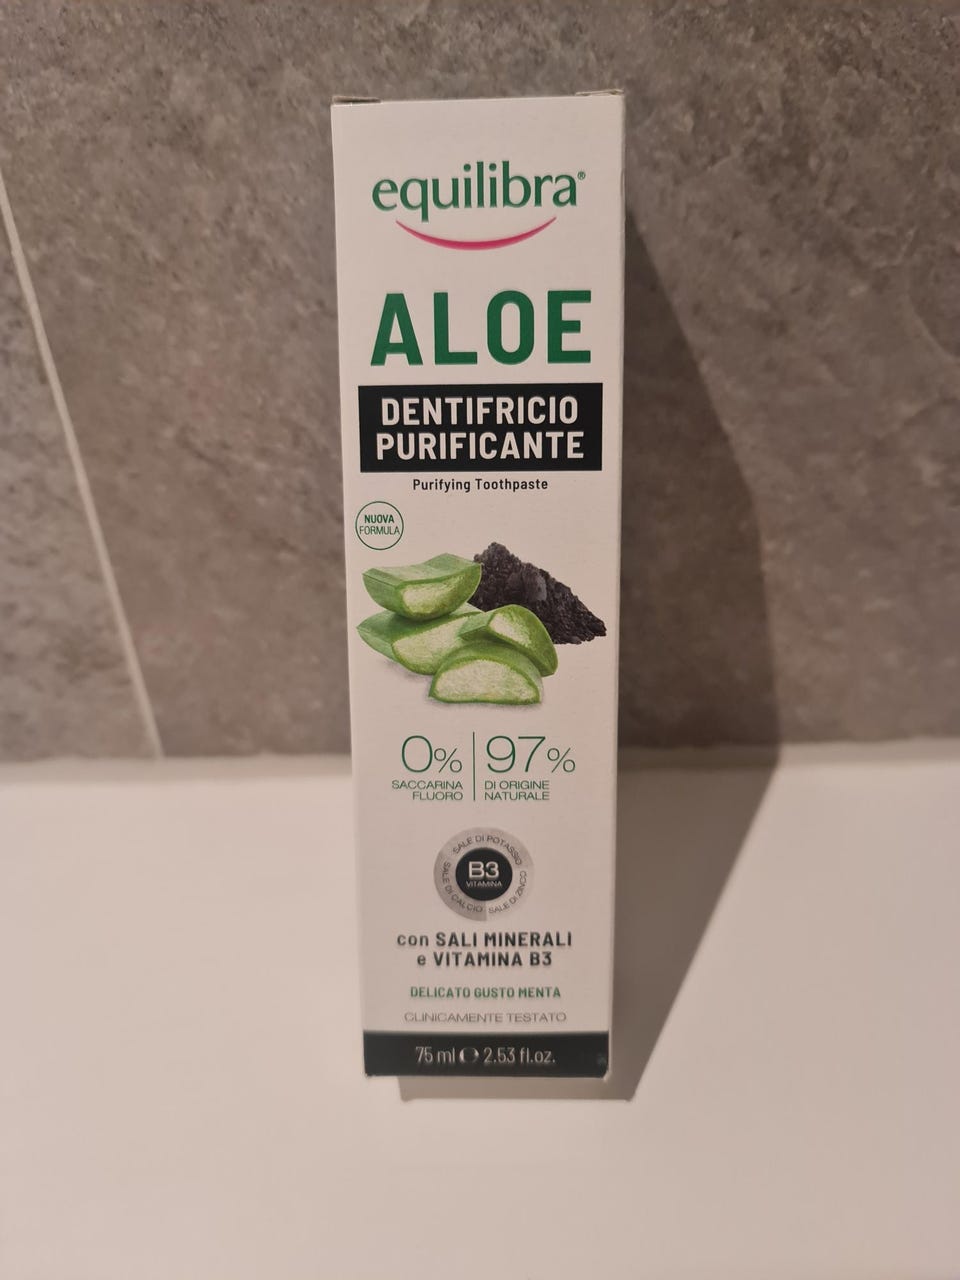 equilibra®
ALOE
DENTIFRICIO
PURIFICANTE
Purifying Toothpaste
NUOVA
FORMULA
0%
SACCARINA
FLUORO
97%
DI ORIGINE
NATURALE
SALE DI POTASSIO
SALE DI ZINCO
SALE DI CALCIO
B3
VITAMINA
con SALI MINERALI
e VITAMINA B3
DELICATO GUSTO MENTA
CLINICAMENTE TESTATO
75 ml ℮ 2.53 fl.oz.